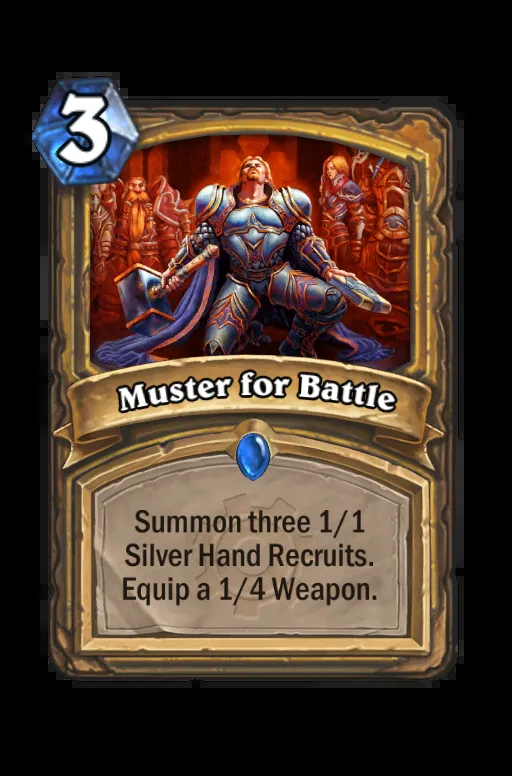 3
Muster for Battle
Summon three 1/1
Silver Hand Recruits.
Equip a 1/4 Weapon.